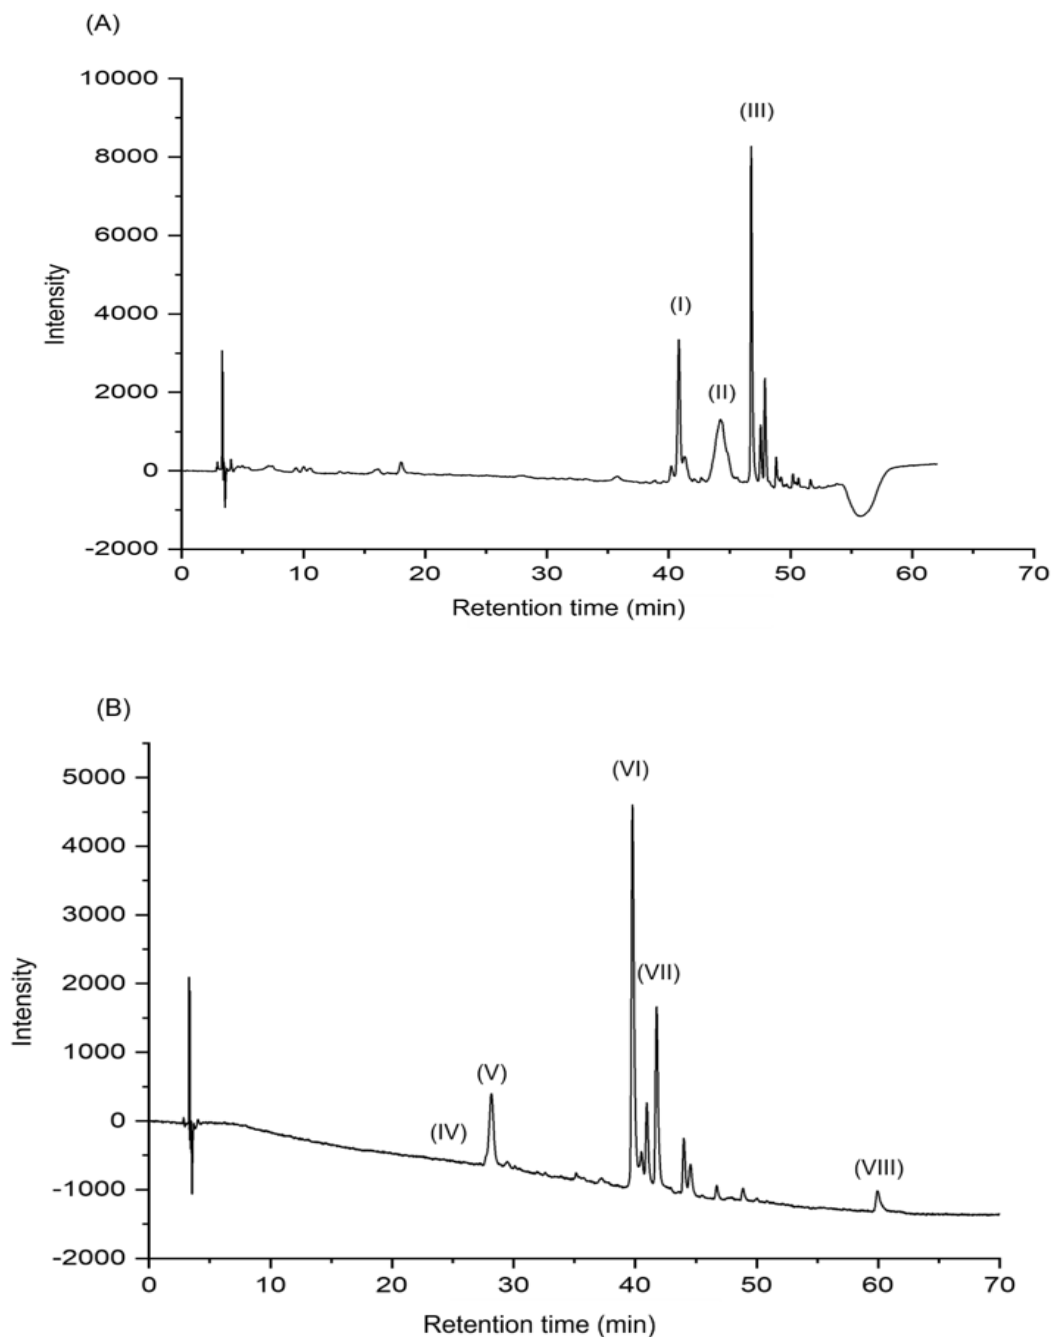 (A)
10000
(III)
8000
6000
Intensity
(I)
4000
(II)
2000
0
-2000
0 10 20 30 40 50 60 70
Retention time (min)
(B)
5000
(VI)
4000
3000
Intensity
(VII)
2000
1000
(V)
(IV)
0
(VIII)
-1000
-2000
0 10 20 30 40 50 60 70
Retention time (min)